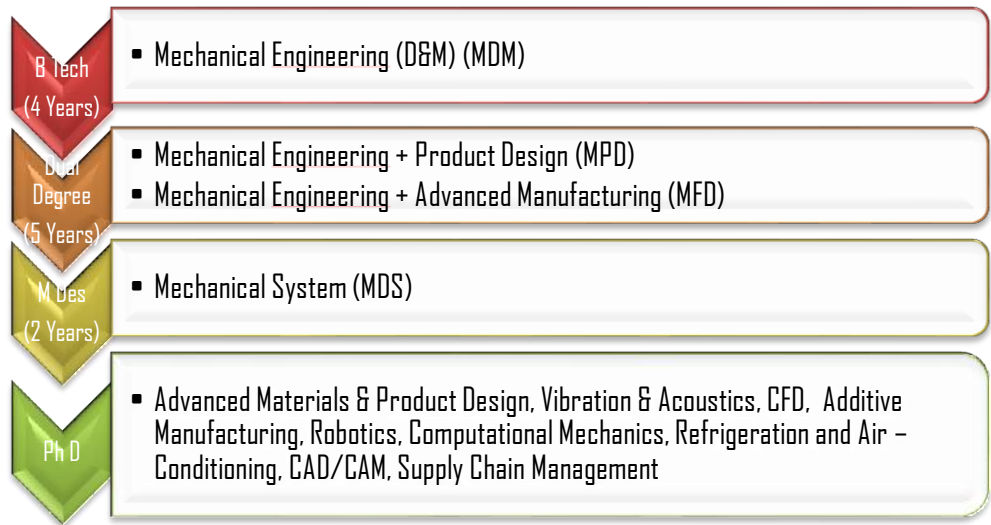 B Tech
(4 Years)
▪ Mechanical Engineering (D&M) (MDM)
Dual
Degree
(5 Years)
▪ Mechanical Engineering + Product Design (MPD)
▪ Mechanical Engineering + Advanced Manufacturing (MFD)
M Des
(2 Years)
▪ Mechanical System (MDS)
Ph D
▪ Advanced Materials & Product Design, Vibration & Acoustics, CFD, Additive
Manufacturing, Robotics, Computational Mechanics, Refrigeration and Air –
Conditioning, CAD/CAM, Supply Chain Management